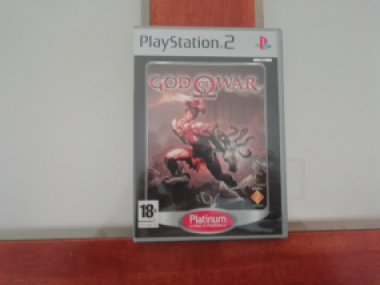 PlayStation 2
GOD OF WAR
18+
Platinum